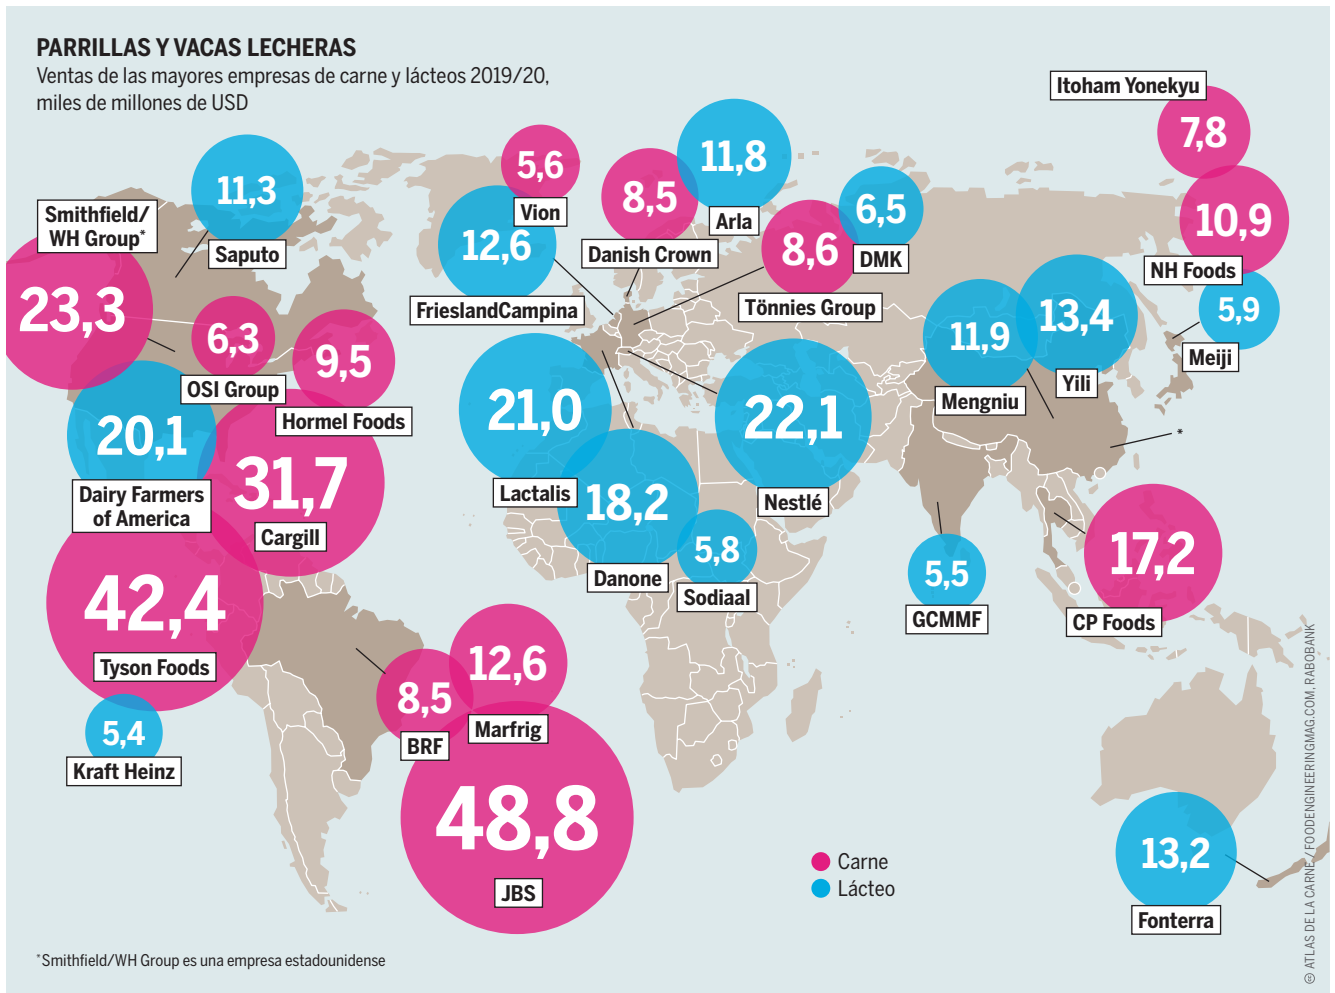 PARRILLAS Y VACAS LECHERAS
Ventas de las mayores empresas de carne y lácteos 2019/20,
miles de millones de USD
Itoham Yonekyu
7,8
5,6
Vion
11,8
Arla
11,3
Saputo
8,5
Danish Crown
6,5
DMK
10,9
NH Foods
Smithfield/
WH Group*
23,3
12,6
FrieslandCampina
8,6
Tönnies Group
5,9
Meiji
11,9
Mengniu
13,4
Yili
6,3
OSI Group
9,5
Hormel Foods
20,1
Dairy Farmers
of America
31,7
Cargill
21,0
Lactalis
22,1
Nestlé
*
18,2
Danone
5,8
Sodiaal
5,5
GCMMF
17,2
CP Foods
42,4
Tyson Foods
5,4
Kraft Heinz
8,5
BRF
12,6
Marfrig
48,8
JBS
13,2
Fonterra
Carne
Lácteo
*Smithfield/WH Group es una empresa estadounidense
ATLAS DE LA CARNE / FOODENGINEERINGMAG.COM, RABOBANK